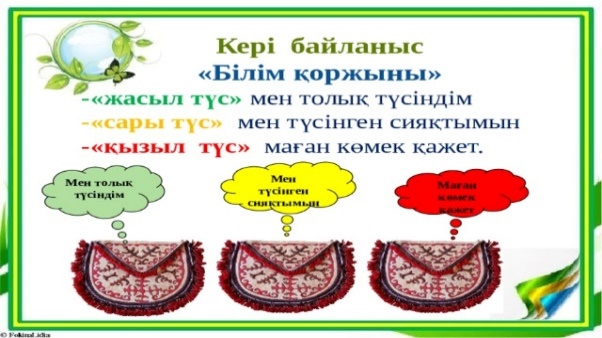 Кері байланыс
«Білім қоржыны»
-«жасыл түс» мен толық түсіндім
-«сары түс» мен түсінген сияқтымын
-«қызыл түс» маған көмек қажет.
Мен толық
түсіндім
Мен
түсінген
сияқтымын
Маған
көмек
қажет
© FokinaLidia